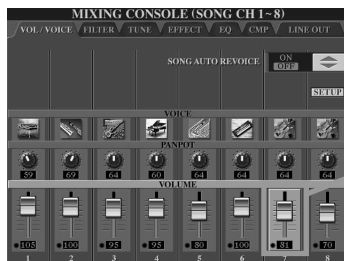 MIXING CONSOLE (SONG CH 1~8)
VOL/VOICE FILTER TUNE EFFECT EQ CMP LINE OUT
SONG AUTO REVOICE ON
OFF
SETUP
VOICE
PANPOT
59 69 64 60 64 64 64 64
VOLUME
105 100 95 95 80 100 81 70
1 2 3 4 5 6 7 8